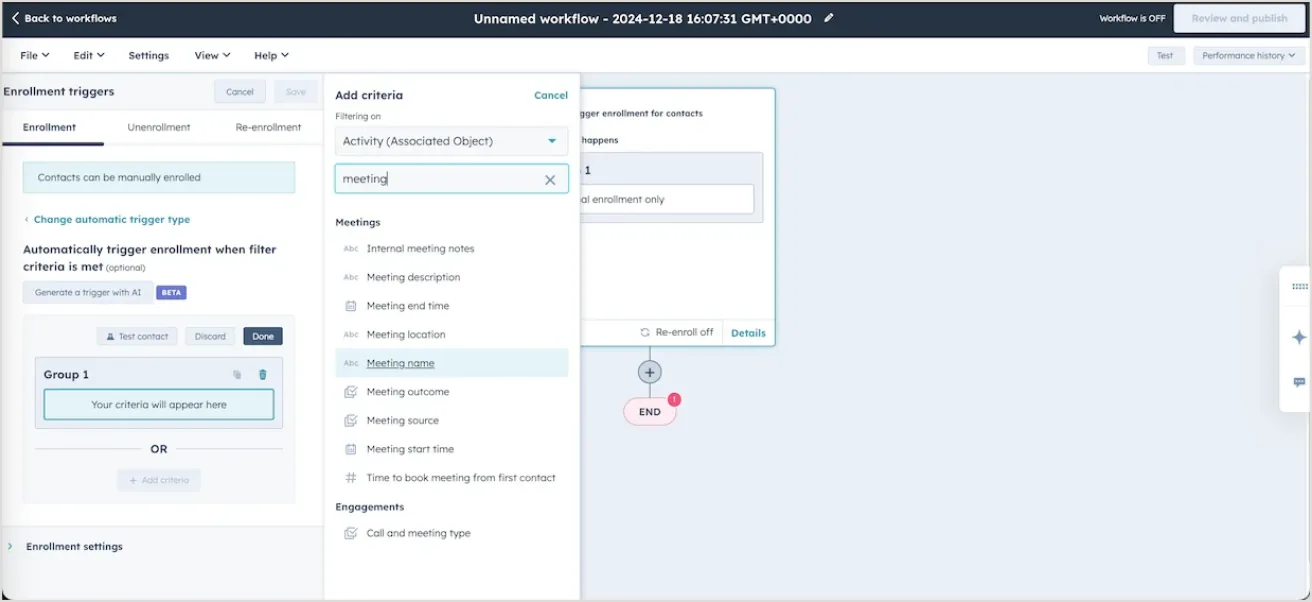 Back to workflows
Unnamed workflow - 2024-12-18 16:07:31 GMT+0000
Workflow is OFF
Review and publish
File
Edit
Settings
View
Help
Test
Performance history
Enrollment triggers
Cancel
Save
Enrollment
Unenrollment
Re-enrollment
Contacts can be manually enrolled
Change automatic trigger type
Automatically trigger enrollment when filter
criteria is met (optional)
Generate a trigger with AI
BETA
Test contact
Discard
Done
Group 1
Your criteria will appear here
OR
+ Add criteria
Enrollment settings
Add criteria
Cancel
Filtering on
Activity (Associated Object)
meeting
Meetings
Abc Internal meeting notes
Abc Meeting description
Meeting end time
Abc Meeting location
Abc Meeting name
Meeting outcome
Meeting source
Meeting start time
# Time to book meeting from first contact
Engagements
Call and meeting type
gger enrollment for contacts
happens
1
al enrollment only
Re-enroll off
Details
+
END
!